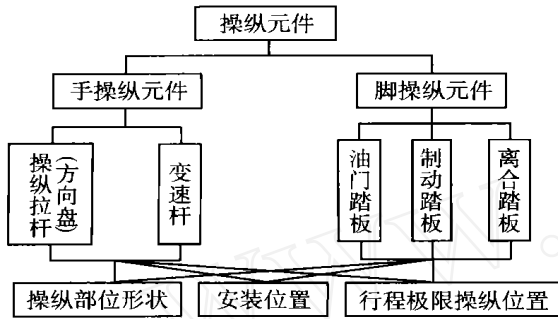 操纵元件
手操纵元件
脚操纵元件
操纵拉杆
(方向盘)
变速杆
油门踏板
制动踏板
离合踏板
操纵部位形状
安装位置
行程极限操纵位置